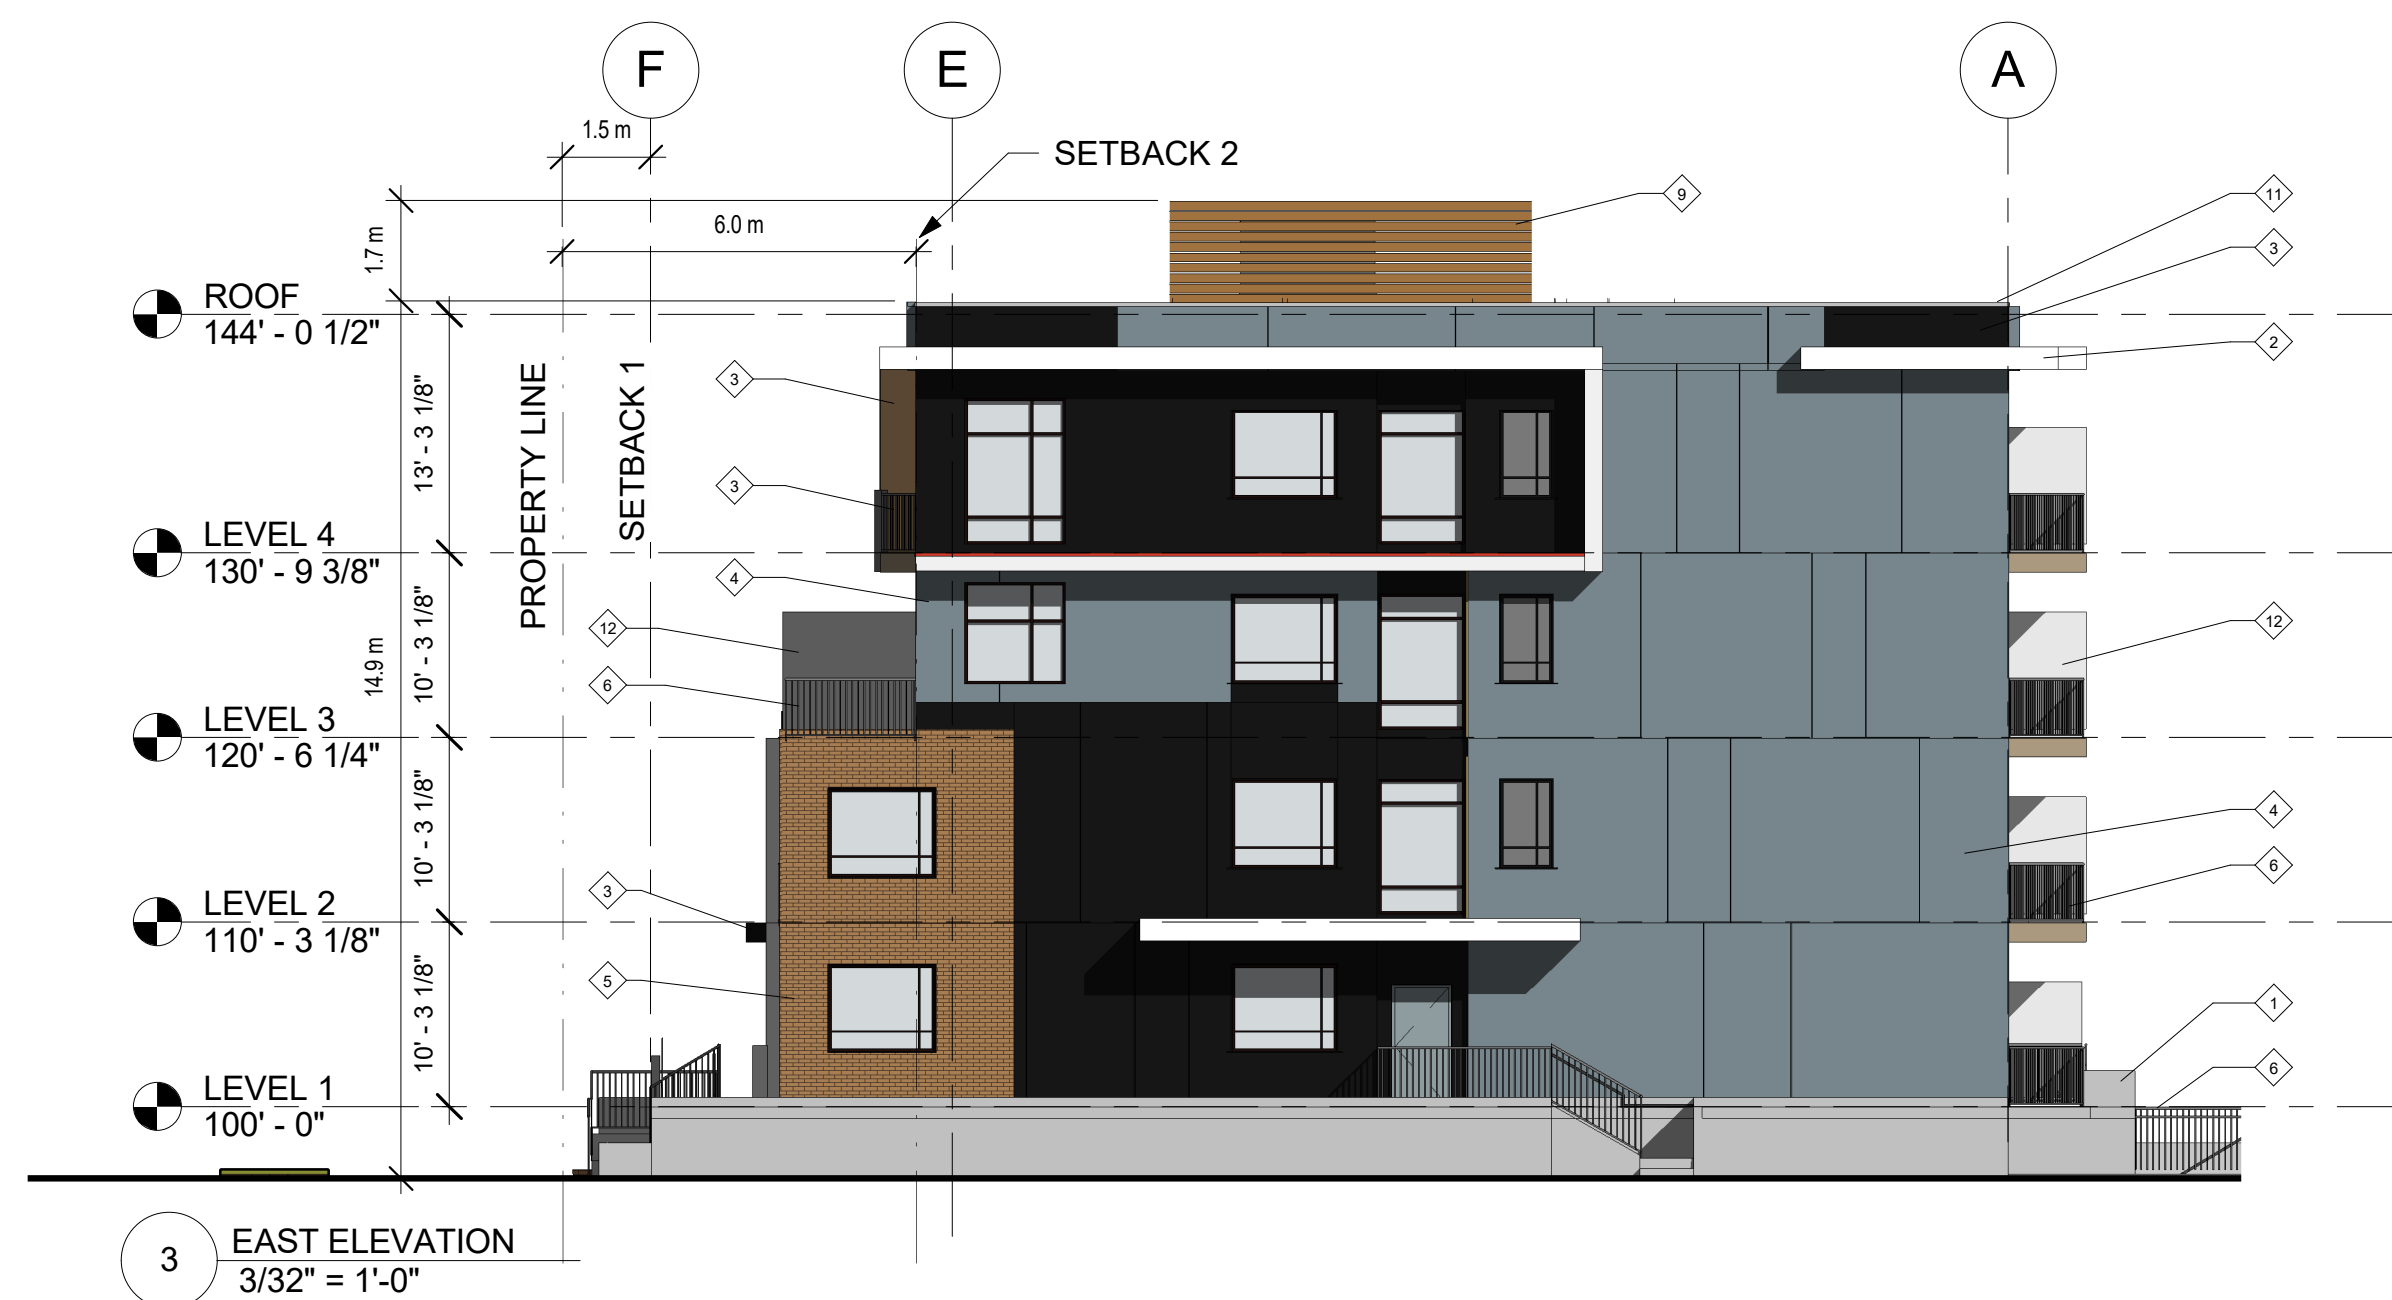 F
E
A
1.5 m
SETBACK 2
9
11
6.0 m
3
1.7 m
ROOF
144' - 0 1/2"
2
PROPERTY LINE
SETBACK 1
13' - 3 1/8"
3
3
LEVEL 4
130' - 9 3/8"
4
10' - 3 1/8"
12
12
14.9 m
6
LEVEL 3
120' - 6 1/4"
10' - 3 1/8"
4
6
3
LEVEL 2
110' - 3 1/8"
5
10' - 3 1/8"
1
6
LEVEL 1
100' - 0"
3
EAST ELEVATION
3/32" = 1'-0"